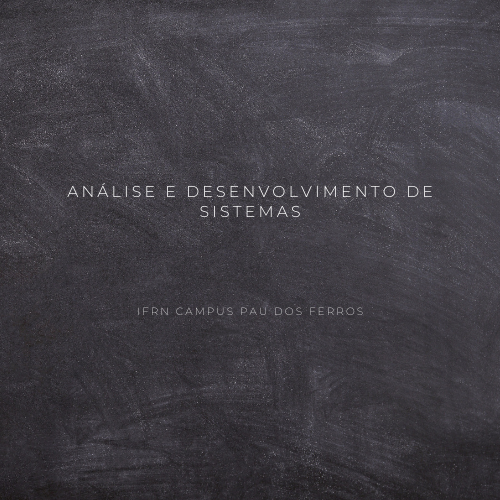 ANÁLISE E DESENVOLVIMENTO DE
SISTEMAS
IFRN CAMPUS PAU DOS FERROS